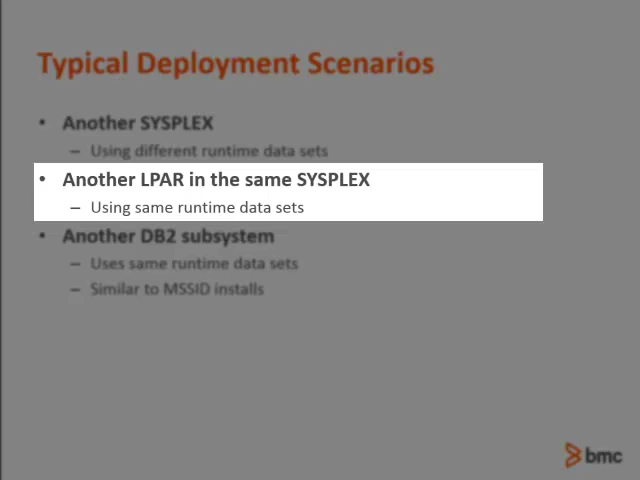 Typical Deployment Scenarios
• Another SYSPLEX
– Using different runtime data sets
• Another LPAR in the same SYSPLEX
– Using same runtime data sets
• Another DB2 subsystem
– Uses same runtime data sets
– Similar to MSSID installs
bmc